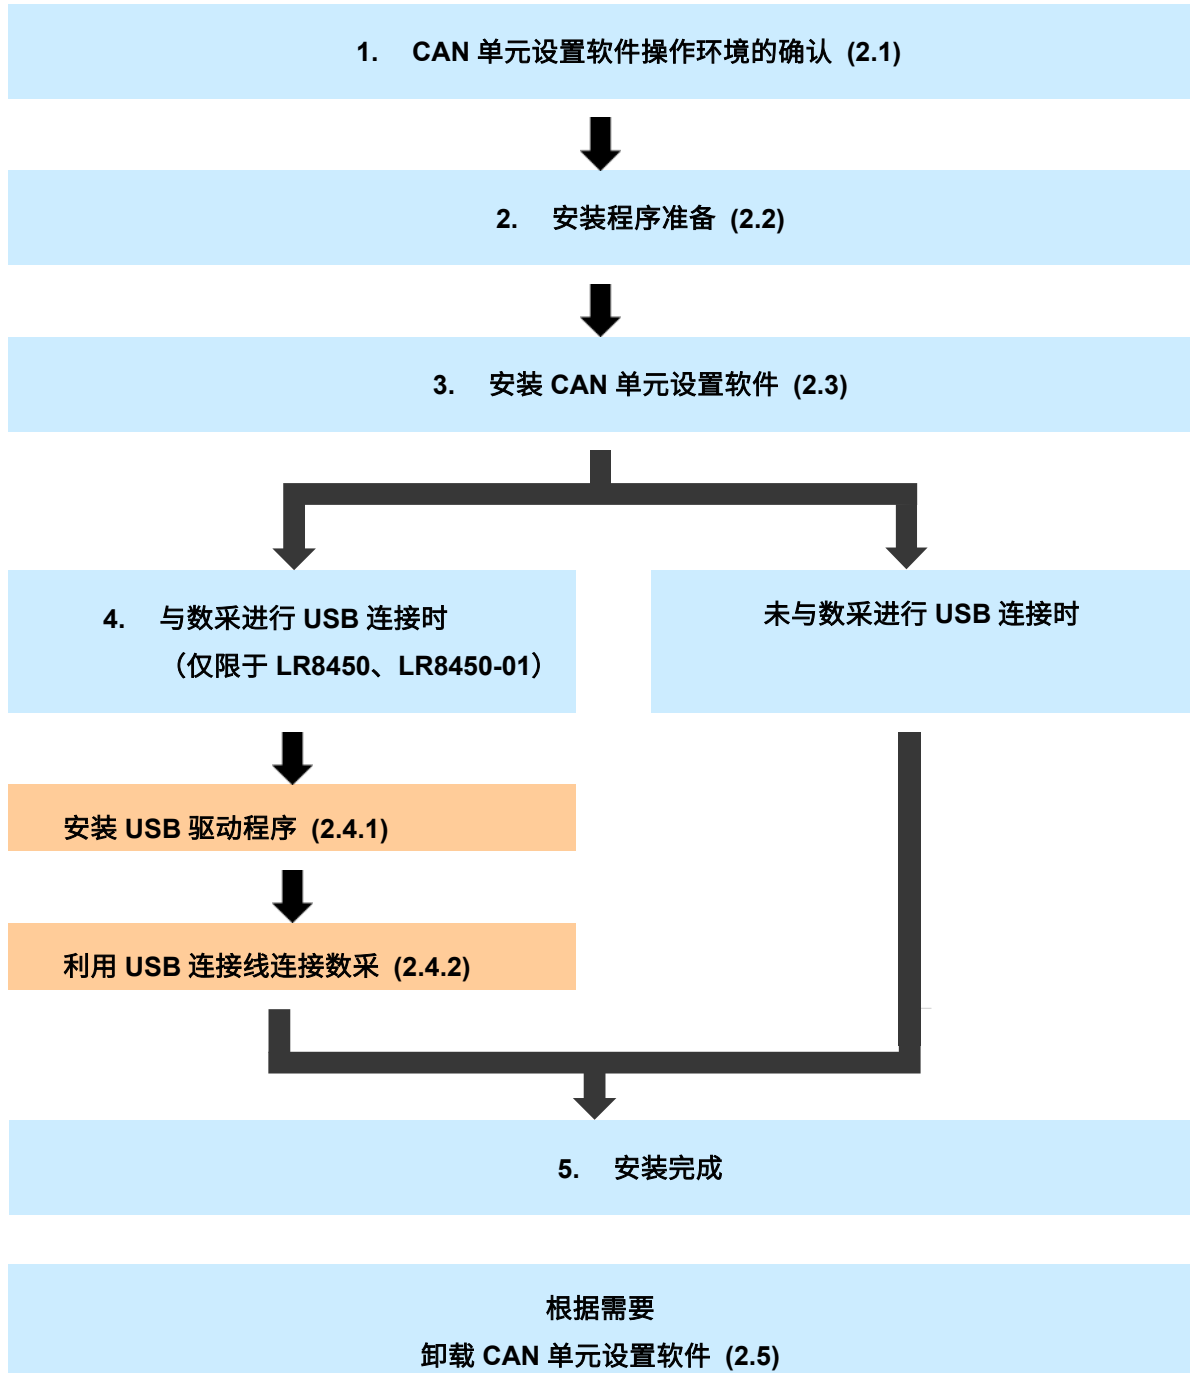 1. CAN 单元设置软件操作环境的确认 (2.1)
2. 安装程序准备 (2.2)
3. 安装 CAN 单元设置软件 (2.3)
4. 与数采进行 USB 连接时
（仅限于 LR8450、LR8450-01）
未与数采进行 USB 连接时
安装 USB 驱动程序 (2.4.1)
利用 USB 连接线连接数采 (2.4.2)
5. 安装完成
根据需要
卸载 CAN 单元设置软件 (2.5)